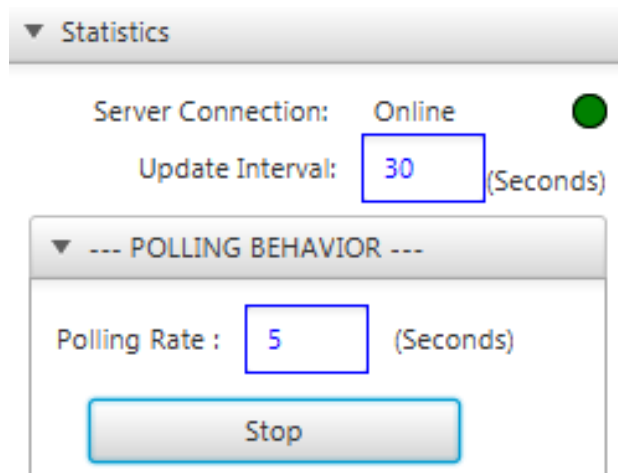 Statistics
Server Connection: Online
Update Interval: 30 (Seconds)
--- POLLING BEHAVIOR ---
Polling Rate : 5 (Seconds)
Stop